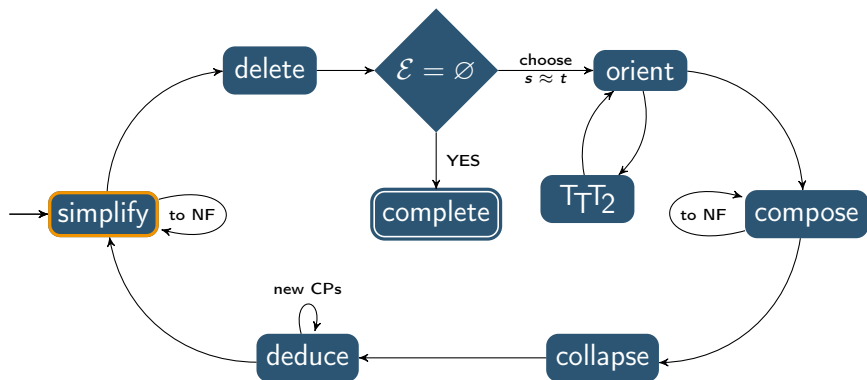 delete
ℰ = ∅
choose
s ≈ t
orient
YES
simplify
to NF
complete
TTT2
to NF
compose
new CPs
deduce
collapse